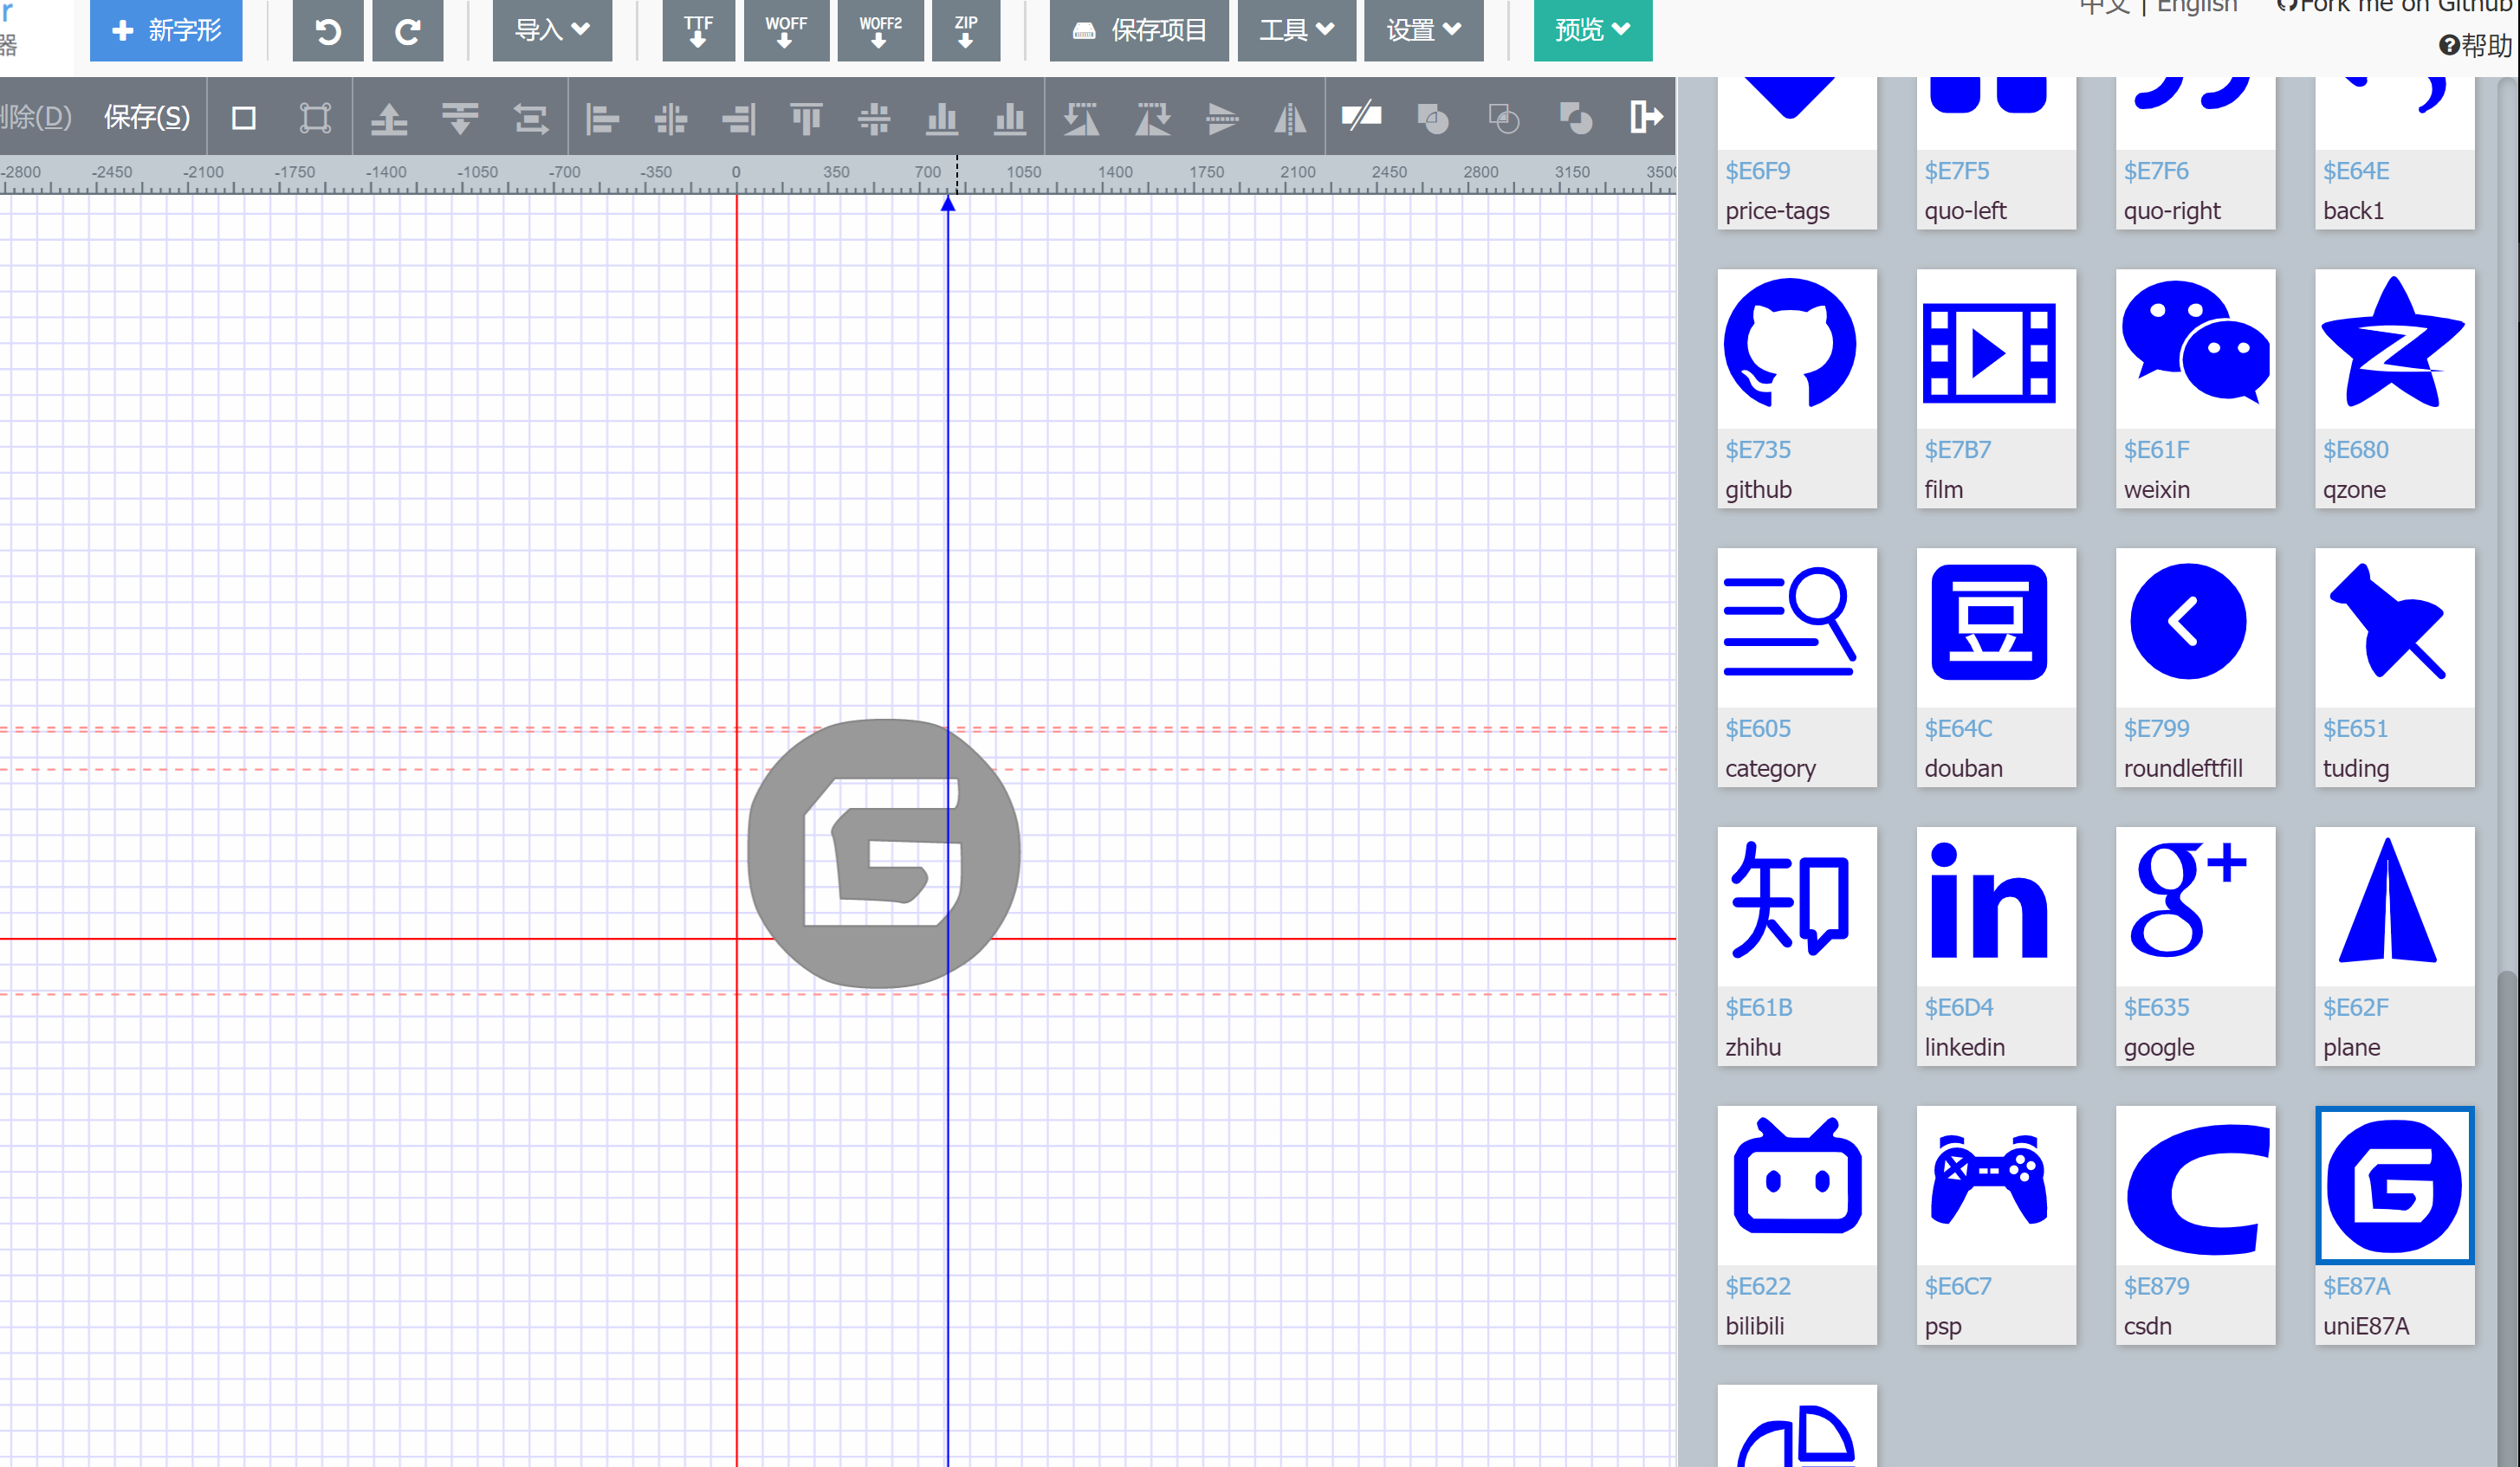 r
器
新字形
导入
TTF
WOFF
WOFF2
ZIP
保存项目
工具
设置
预览
中文 | English
Fork me on Github
帮助
删除(D)
保存(S)
-2800 -2450 -2100 -1750 -1400 -1050 -700 -350 0 350 700 1050 1400 1750 2100 2450 2800 3150 3500
$E6F9 $E7F5 $E7F6 $E64E
price-tags quo-left quo-right back1
$E735 $E7B7 $E61F $E680
github film weixin qzone
豆
$E605 $E64C $E799 $E651
category douban roundleftfill tuding
知 in g+
$E61B $E6D4 $E635 $E62F
zhihu linkedin google plane
C G
$E622 $E6C7 $E879 $E87A
bilibili psp csdn uniE87A